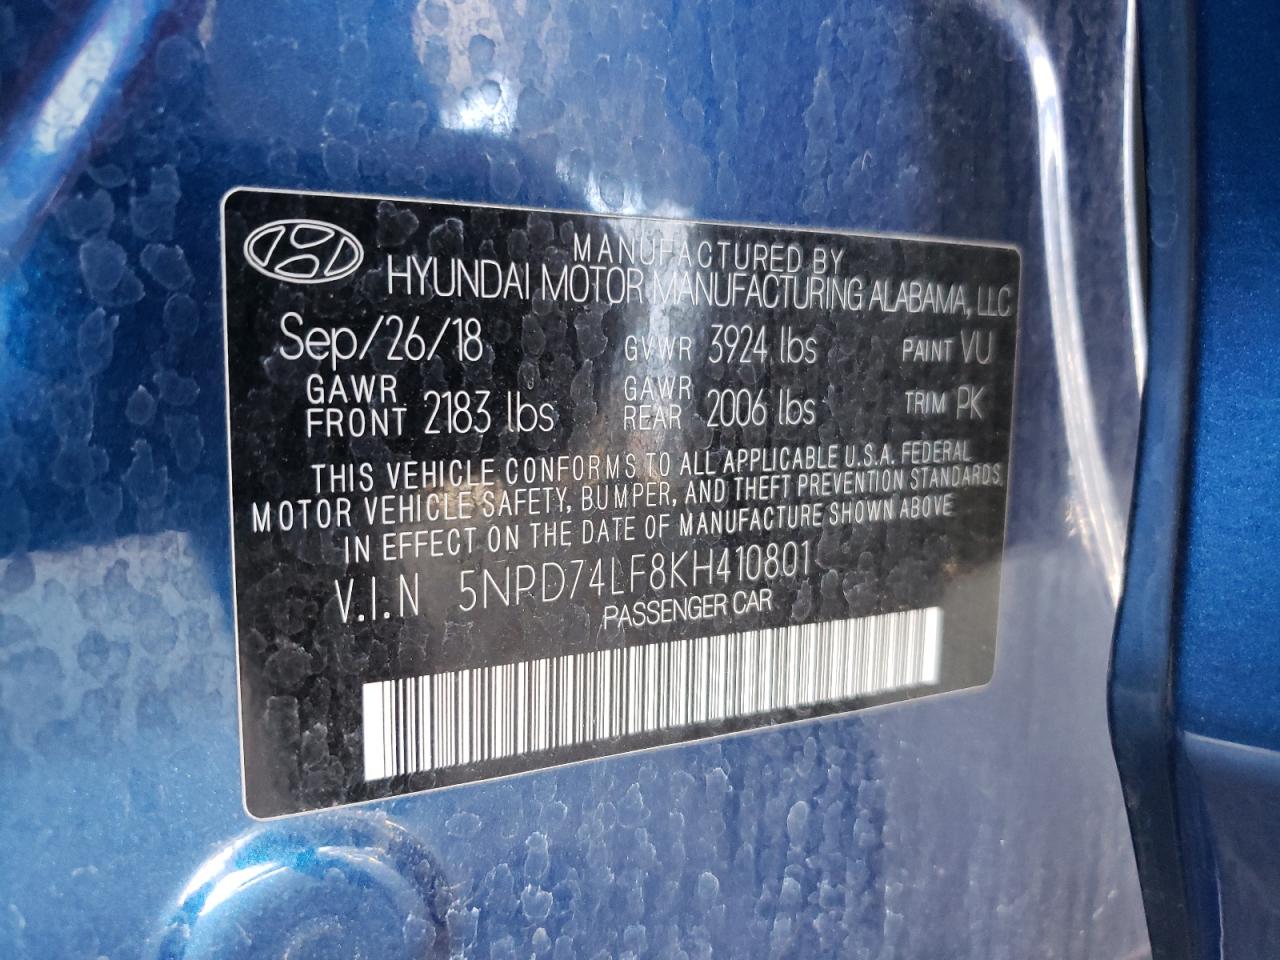 MANUFACTURED BY
HYUNDAI MOTOR MANUFACTURING ALABAMA, LLC
Sep/26/18 GVWR 3924 lbs PAINT VU
GAWR FRONT 2183 lbs GAWR REAR 2006 lbs TRIM PK
THIS VEHICLE CONFORMS TO ALL APPLICABLE U.S.A. FEDERAL
MOTOR VEHICLE SAFETY, BUMPER, AND THEFT PREVENTION STANDARDS
IN EFFECT ON THE DATE OF MANUFACTURE SHOWN ABOVE
V.I.N 5NPD74LF8KH410801
PASSENGER CAR